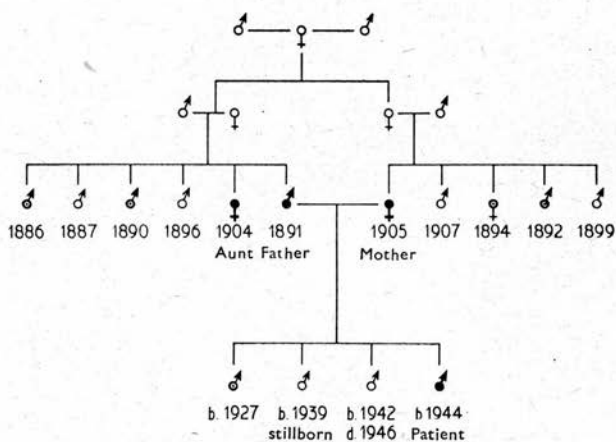 1886 1887 1890 1896 1904 1891 1905 1907 1894 1892 1899
Aunt Father Mother
b. 1927 b. 1939 b. 1942 b 1944
stillborn d. 1946 Patient